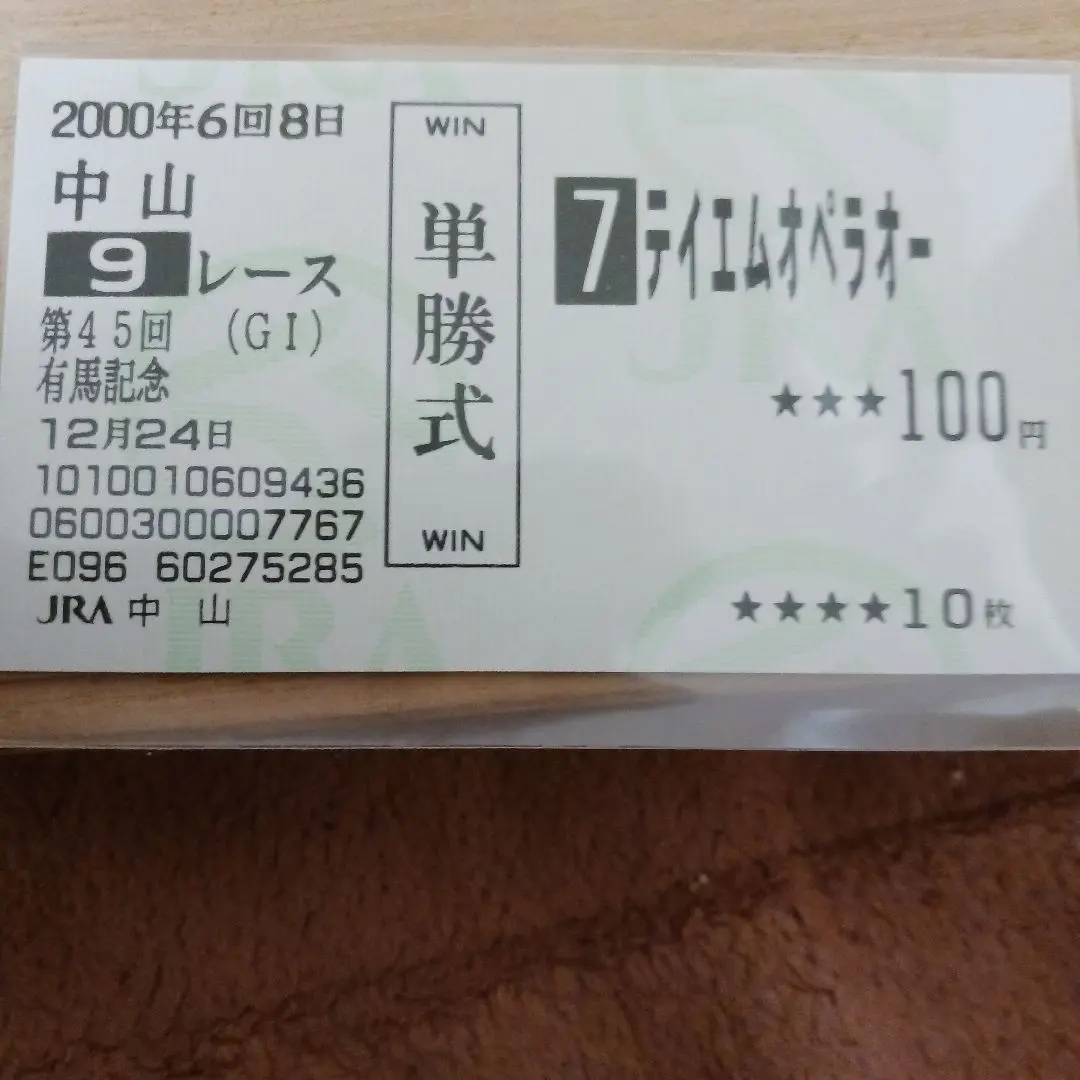 2000年6回8日
中山
9レース
第45回 (GI)
有馬記念
12月24日
1010010609436
0600300007767
E096 60275285
JRA 中 山
WIN
単勝式
WIN
7テイエムオペラオー
★★★100円
★★★★10枚
JRA
JRA
JRA